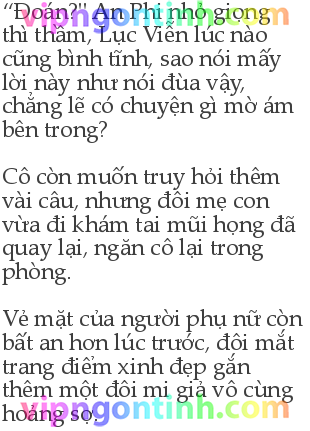 vipngontinh.com
“Đoán?" An Phi nhỏ giọng
thì thầm, Lục Viễn lúc nào
cũng bình tĩnh, sao nói mấy
lời này như nói đùa vậy,
chẳng lẽ có chuyện gì mờ ám
bên trong?
Cô còn muốn truy hỏi thêm
vài câu, nhưng đôi mẹ con
vừa đi khám tai mũi họng đã
quay lại, ngăn cô lại trong
phòng.
Vẻ mặt của người phụ nữ còn
bất an hơn lúc trước, đôi mắt
trang điểm xinh đẹp gắn
thêm một đôi mi giả vô cùng
hoảng sợ.
vipngontinh.com